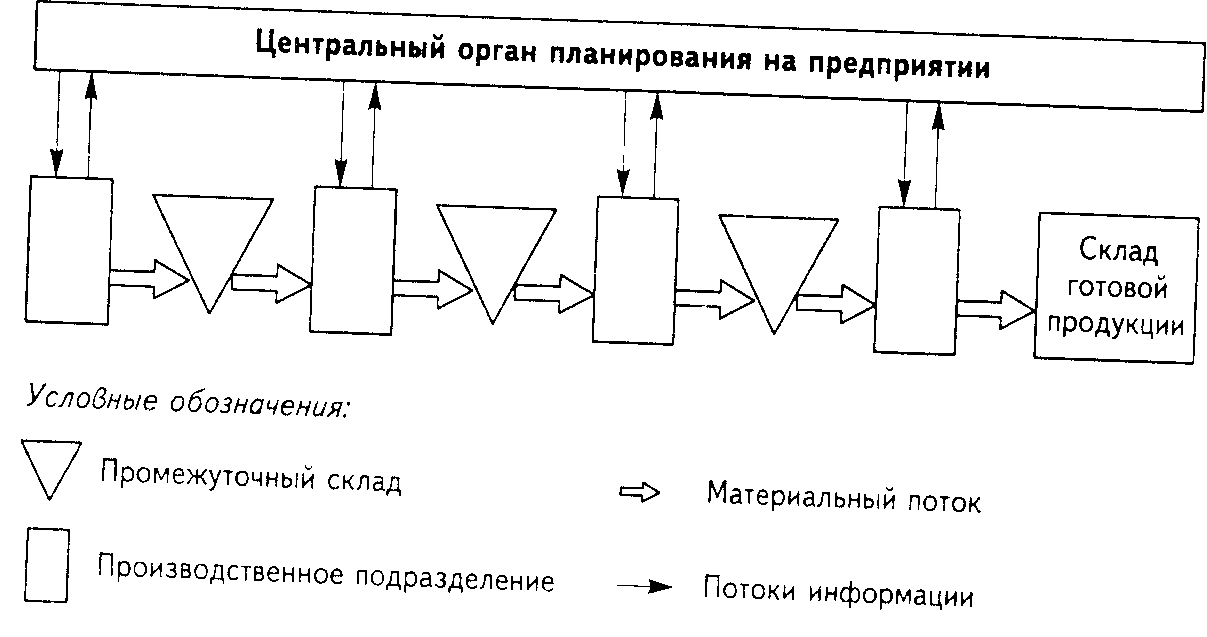 Центральный орган планирования на предприятии
Склад
готовой
продукции
Условные обозначения:
Промежуточный склад
Материальный поток
Производственное подразделение
Потоки информации